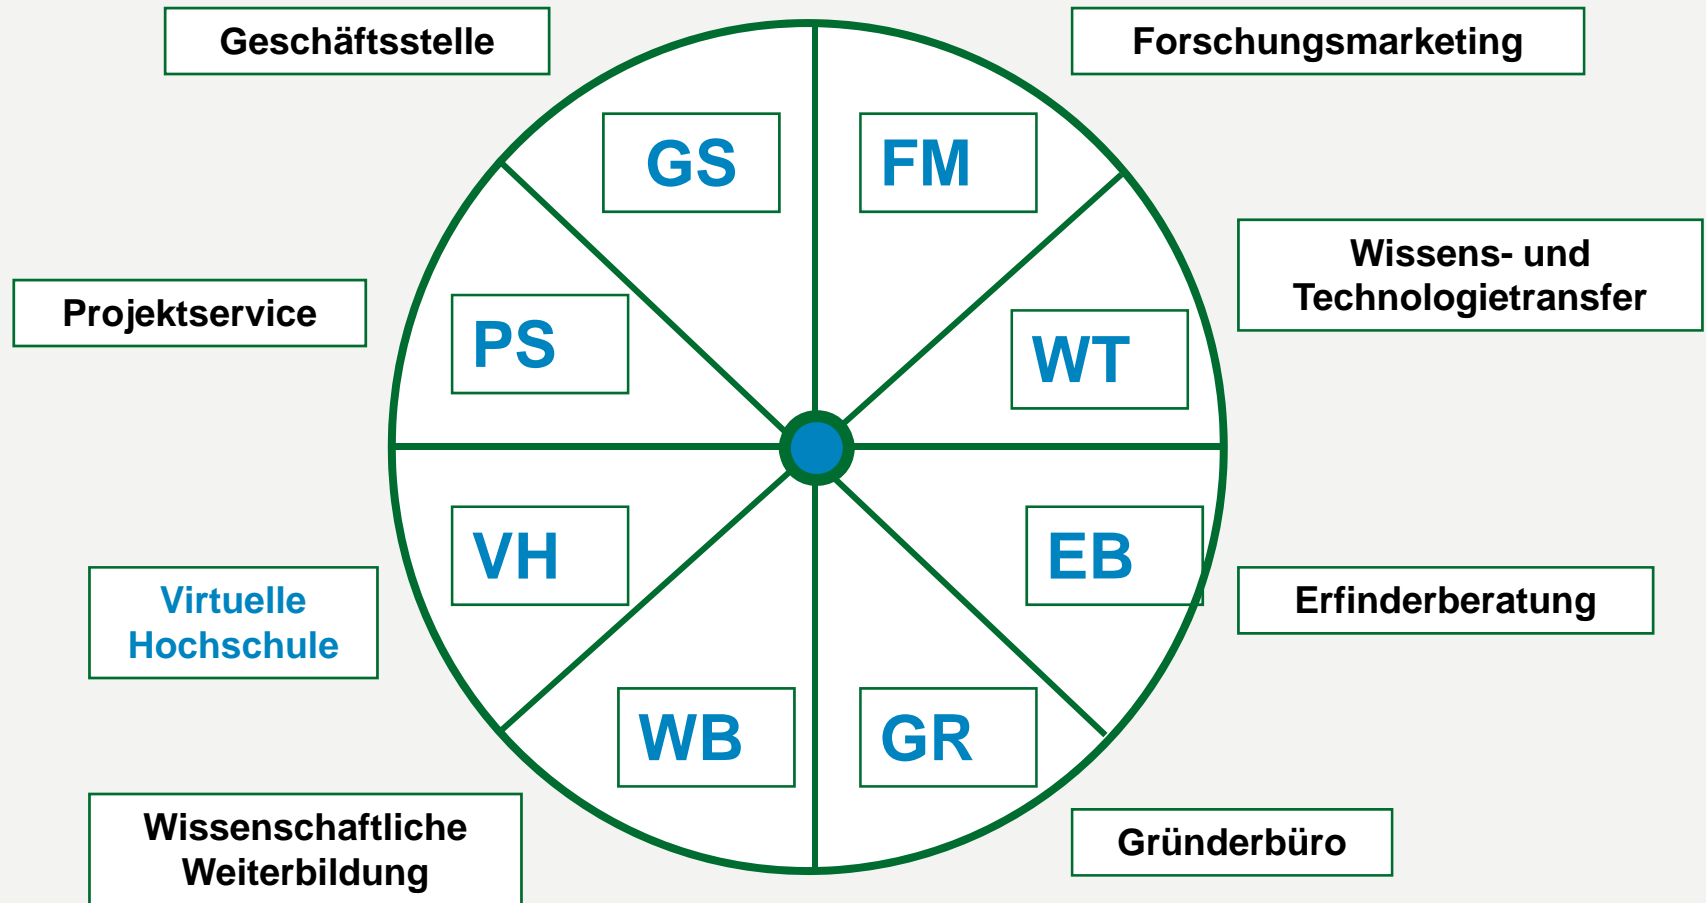 Geschäftsstelle
Forschungsmarketing
GS
FM
Wissens- und
Technologietransfer
Projektservice
PS
WT
VH
EB
Virtuelle
Hochschule
Erfinderberatung
WB
GR
Wissenschaftliche
Weiterbildung
Gründerbüro